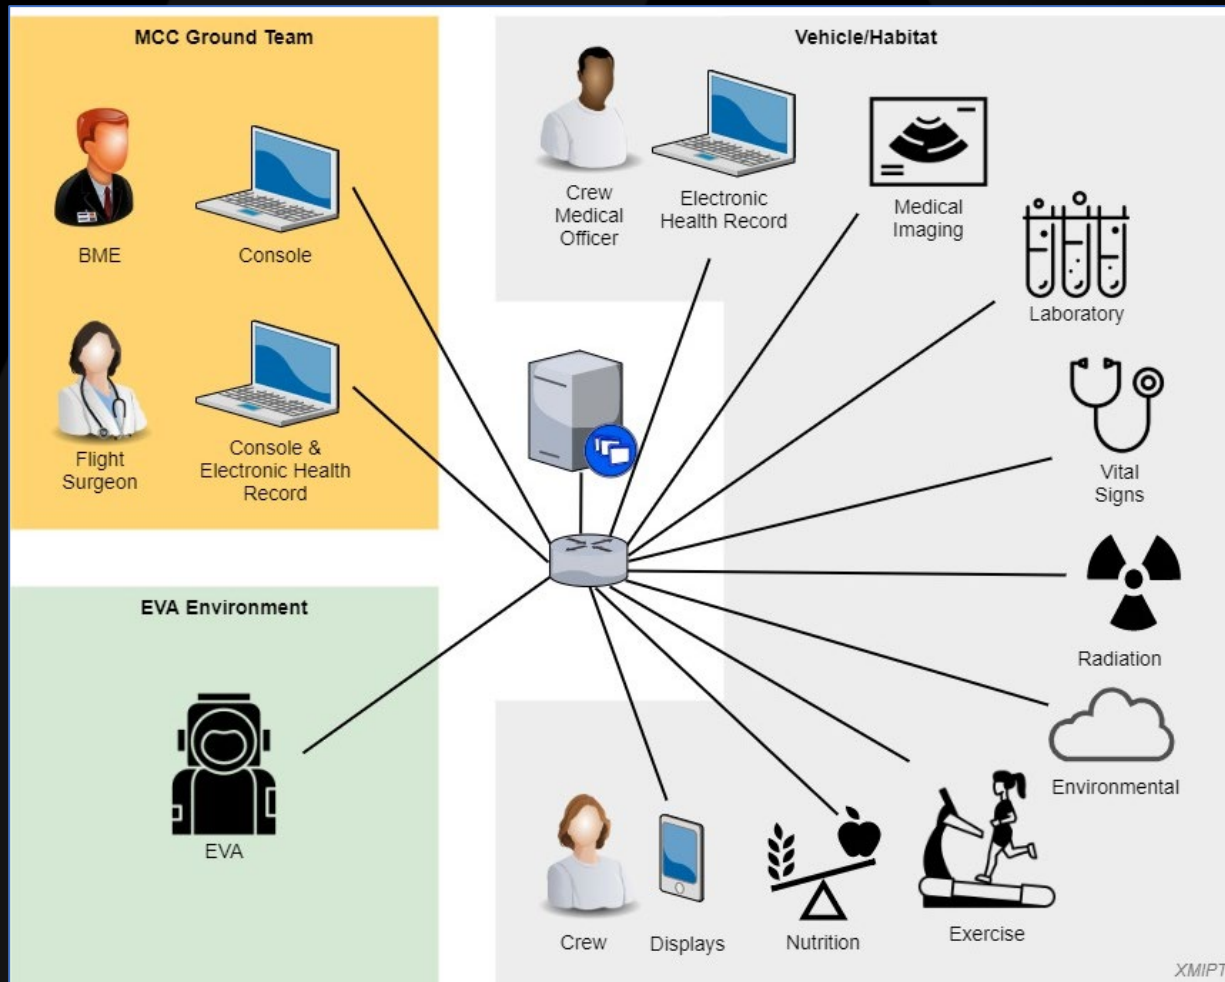 MCC Ground Team
BME
Console
Flight
Surgeon
Console &
Electronic Health
Record
EVA Environment
EVA
Vehicle/Habitat
Crew
Medical
Officer
Electronic
Health Record
Medical
Imaging
Laboratory
Vital
Signs
Radiation
Environmental
Exercise
Nutrition
Displays
Crew
XMIPT